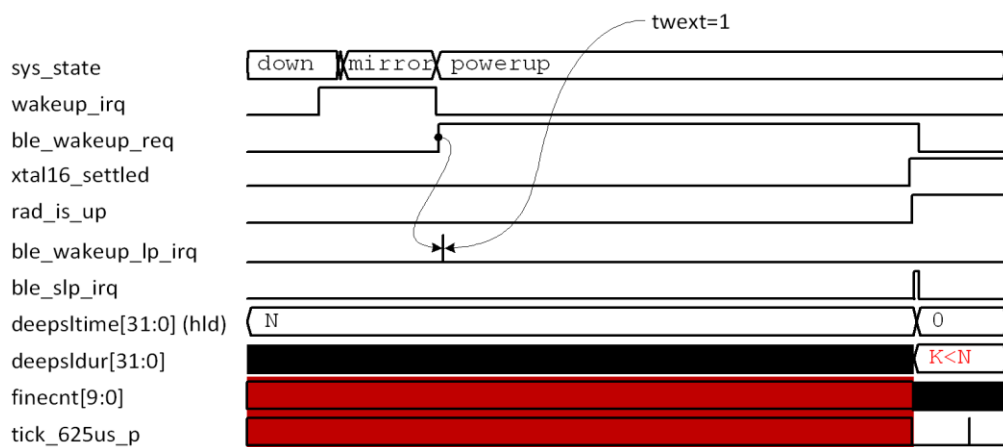 twext=1
sys_state down mirror powerup
wakeup_irq
ble_wakeup_req
xtal16_settled
rad_is_up
ble_wakeup_lp_irq
ble_slp_irq
deepsltime[31:0] (hld) N 0
deepsldur[31:0] K<N
finecnt[9:0]
tick_625us_p